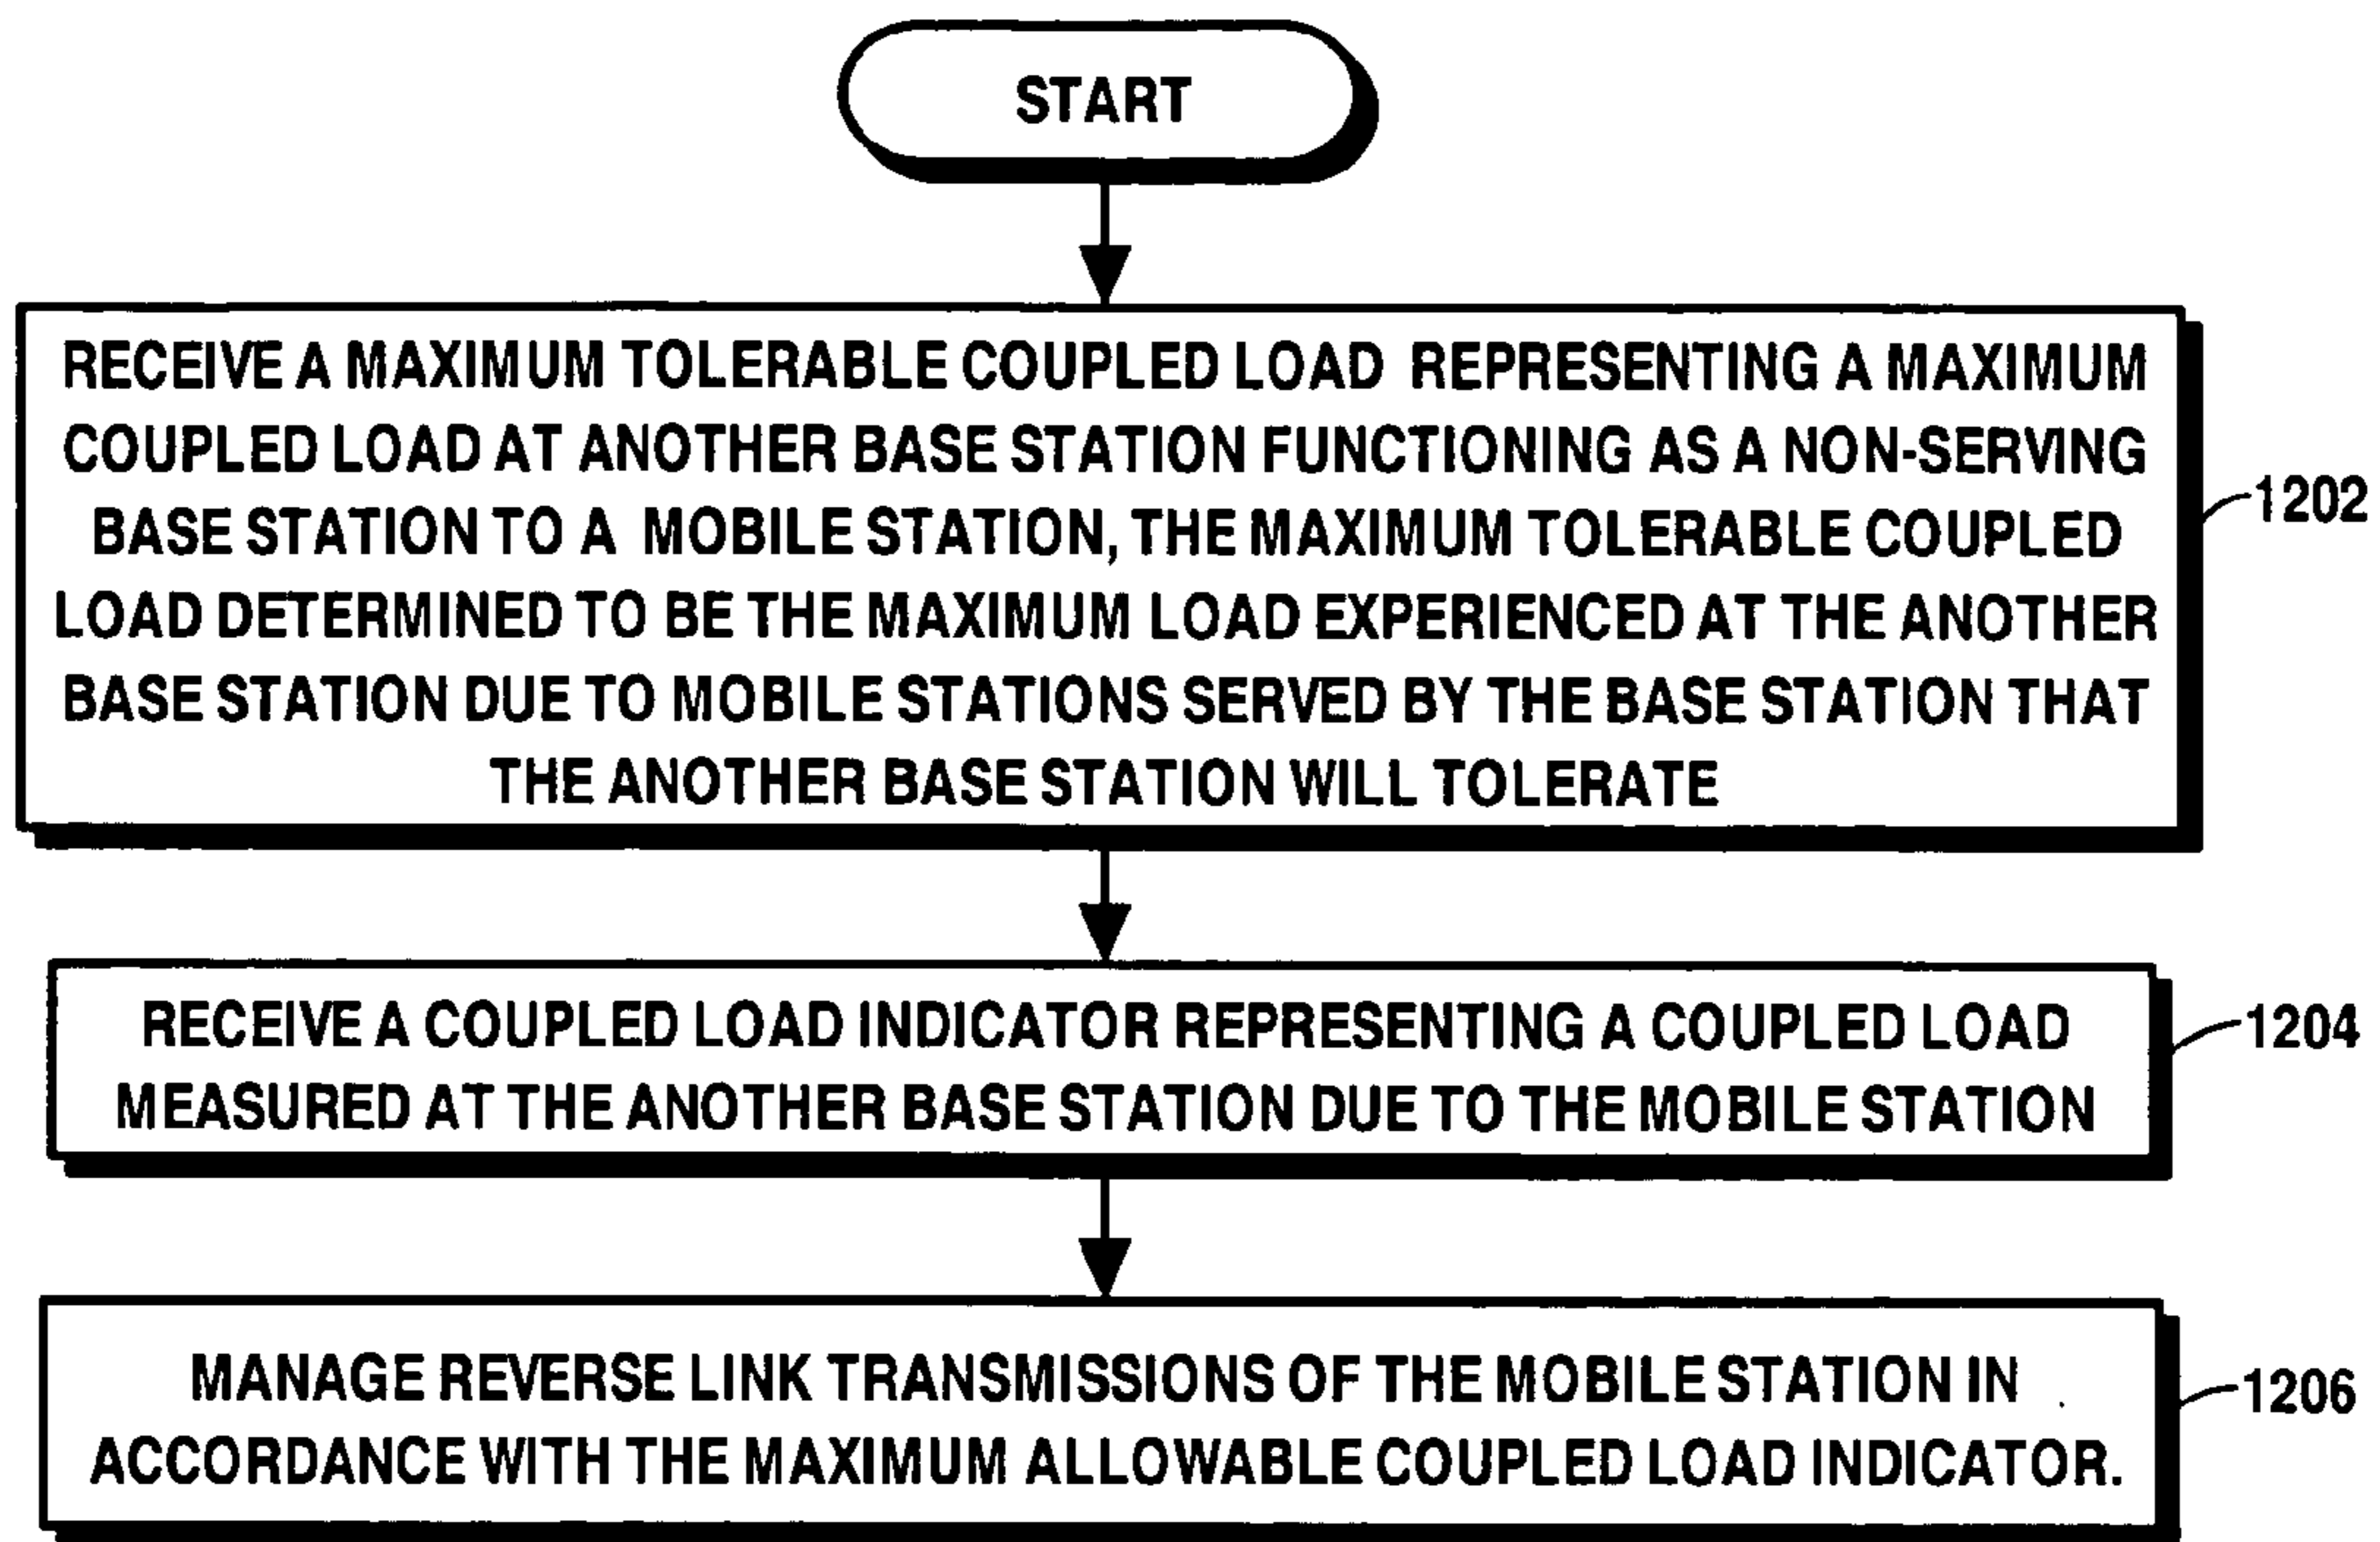 START
RECEIVE A MAXIMUM TOLERABLE COUPLED LOAD REPRESENTING A MAXIMUM
COUPLED LOAD AT ANOTHER BASE STATION FUNCTIONING AS A NON-SERVING
BASE STATION TO A MOBILE STATION, THE MAXIMUM TOLERABLE COUPLED
LOAD DETERMINED TO BE THE MAXIMUM LOAD EXPERIENCED AT THE ANOTHER
BASE STATION DUE TO MOBILE STATIONS SERVED BY THE BASE STATION THAT
THE ANOTHER BASE STATION WILL TOLERATE
1202
RECEIVE A COUPLED LOAD INDICATOR REPRESENTING A COUPLED LOAD
MEASURED AT THE ANOTHER BASE STATION DUE TO THE MOBILE STATION
1204
MANAGE REVERSE LINK TRANSMISSIONS OF THE MOBILE STATION IN
ACCORDANCE WITH THE MAXIMUM ALLOWABLE COUPLED LOAD INDICATOR.
1206